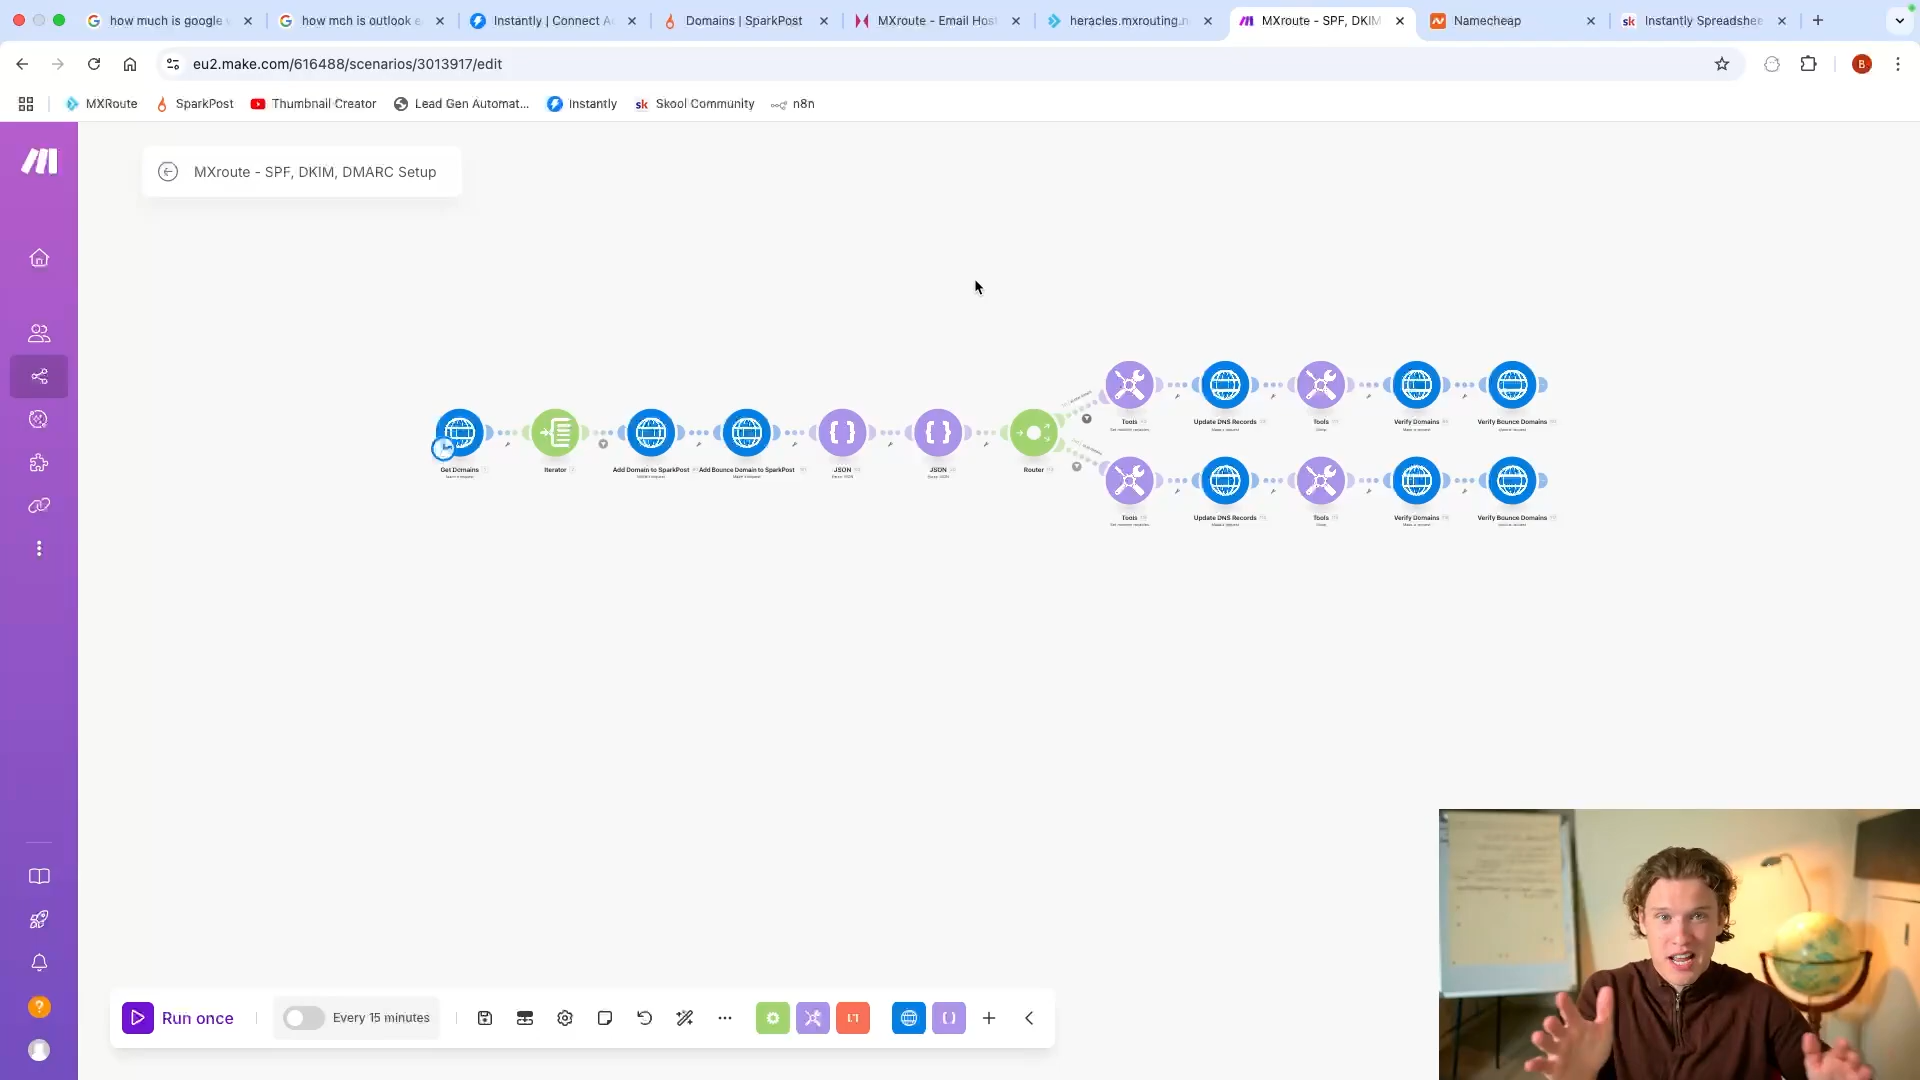 how much is google
how mch is outlook e
Instantly | Connect A
Domains | SparkPost
MXroute - Email Host
heracles.mxrouting.n
MXroute - SPF, DKIM
Namecheap
Instantly Spreadshee
eu2.make.com/616488/scenarios/3013917/edit
B
MXRoute
SparkPost
Thumbnail Creator
Lead Gen Automat...
Instantly
sk Skool Community
n8n
MXroute - SPF, DKIM, DMARC Setup
Tools
Update DNS Records
Tools
Verify Domains
Verify Bounce Domains
Get Domains
Iterator
Add Domain to SparkPost
Add Bounce Domain to SparkPost
JSON
JSON
Router
Tools
Update DNS Records
Tools
Verify Domains
Verify Bounce Domains
Run once
Every 15 minutes